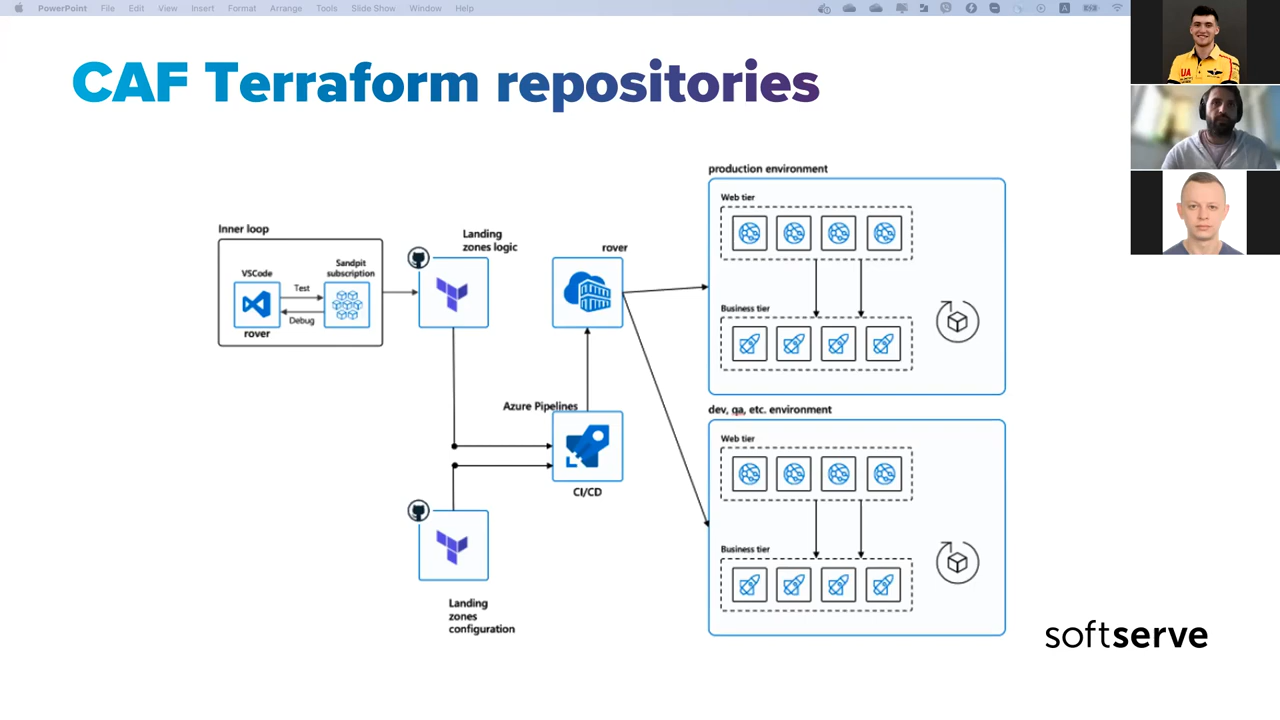 PowerPoint File Edit View Insert Format Arrange Tools Slide Show Window Help
CAF Terraform repositories
Inner loop
VSCode
Test
Debug
rover
Sandpit
subscription
Landing
zones logic
rover
Azure Pipelines
CI/CD
Landing
zones
configuration
production environment
Web tier
Business tier
dev, qa, etc. environment
Web tier
Business tier
softserve
UA